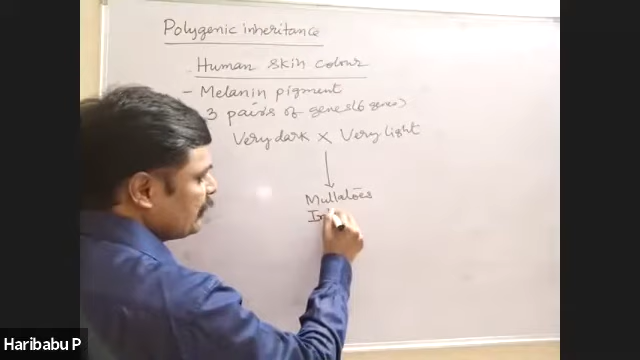 Polygenic inheritance
Human skin colour
- Melanin pigment
3 pairs of genes (6 genes)
Very dark × Very light
Mullatoes
Haribabu P